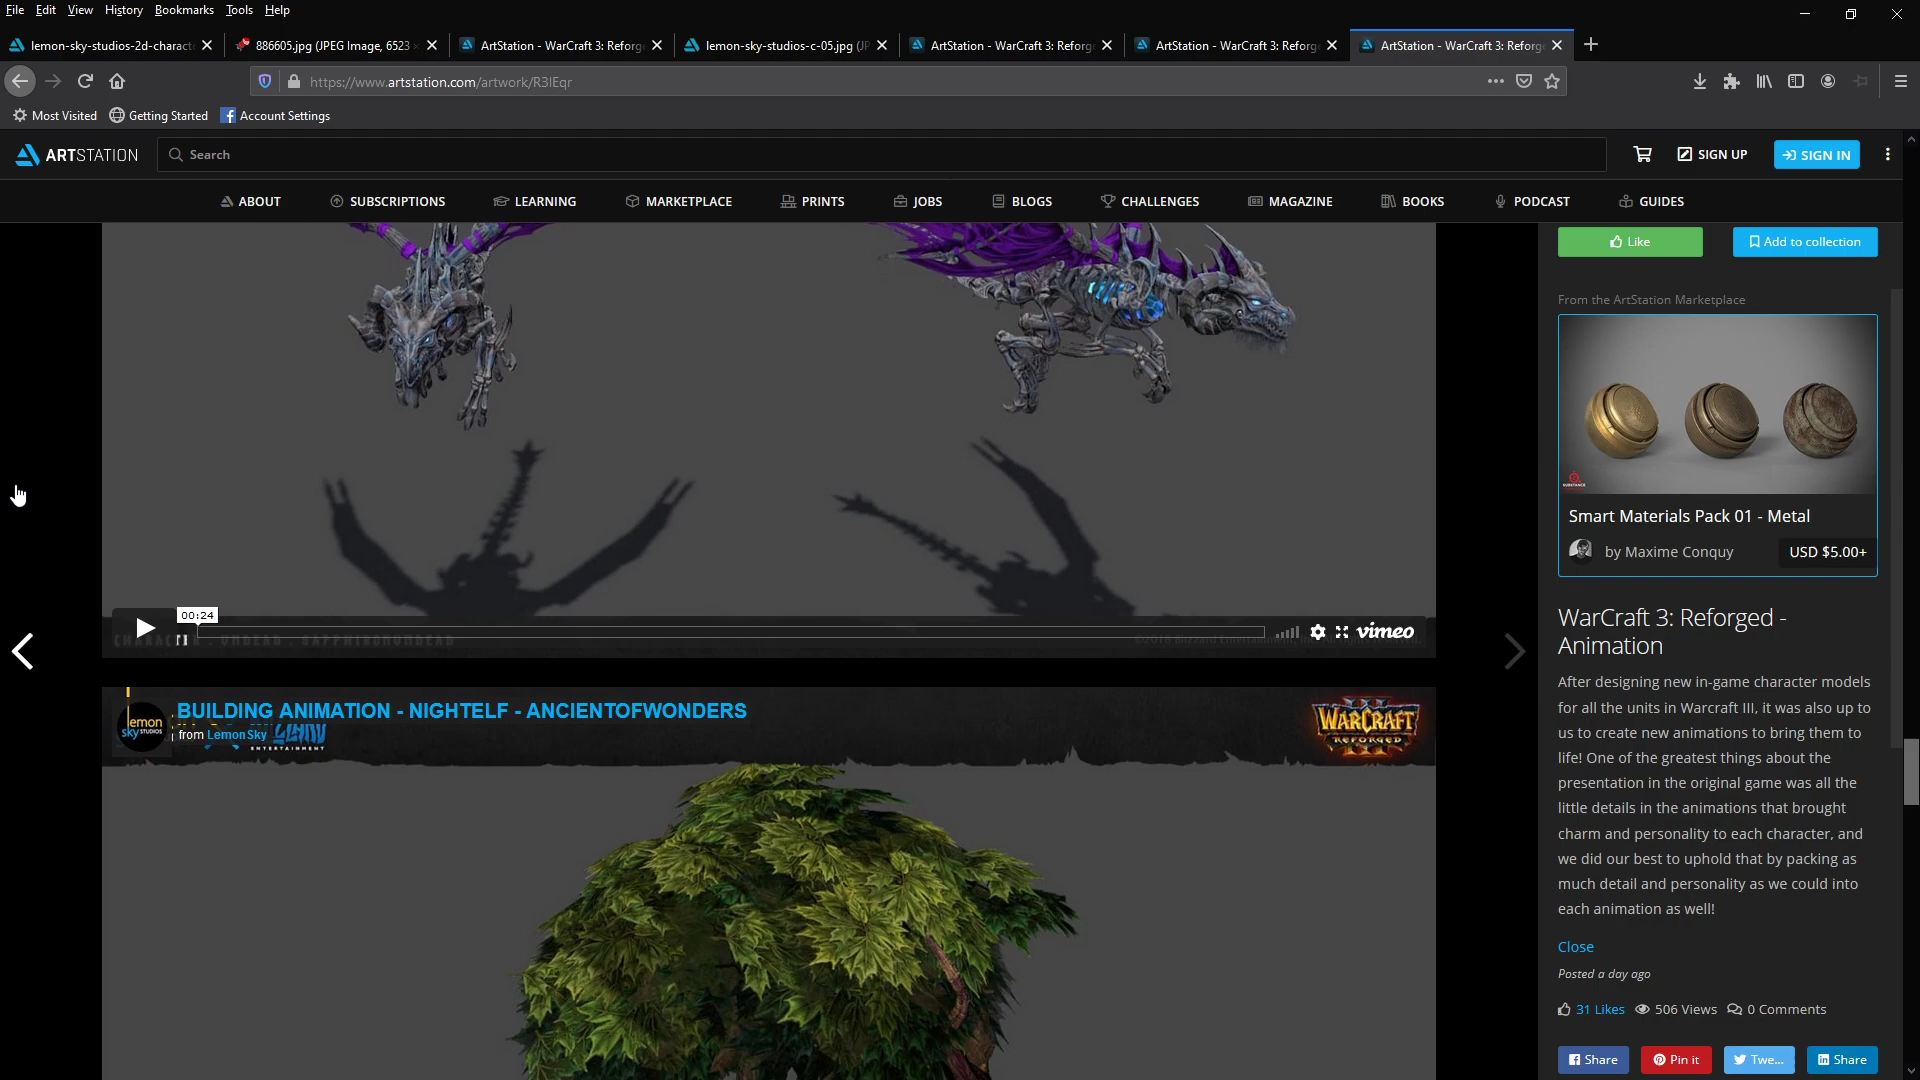 File Edit View History Bookmarks Tools Help
lemon-sky-studios-2d-charact
886605.jpg (JPEG Image, 6523
ArtStation - WarCraft 3: Reforg
lemon-sky-studios-c-05.jpg (JP
ArtStation - WarCraft 3: Reforg
ArtStation - WarCraft 3: Reforg
ArtStation - WarCraft 3: Reforg
https://www.artstation.com/artwork/R3lEqr
Most Visited Getting Started Account Settings
ARTSTATION Search SIGN UP SIGN IN
ABOUT SUBSCRIPTIONS LEARNING MARKETPLACE PRINTS JOBS BLOGS CHALLENGES MAGAZINE BOOKS PODCAST GUIDES
Like Add to collection
From the ArtStation Marketplace
SUBSTANCE
Smart Materials Pack 01 - Metal
by Maxime Conquy USD $5.00+
00:24
vimeo
CHARACTER . UNDEAD . SAPPHIRONUNDEAD
BUILDING ANIMATION - NIGHTELF - ANCIENTOFWONDERS
from LemonSky
lemon
sky STUDIOS
ENTERTAINMENT
WARCRAFT
III
REFORGED
WarCraft 3: Reforged -
Animation
After designing new in-game character models
for all the units in Warcraft III, it was also up to
us to create new animations to bring them to
life! One of the greatest things about the
presentation in the original game was all the
little details in the animations that brought
charm and personality to each character, and
we did our best to uphold that by packing as
much detail and personality as we could into
each animation as well!
Close
Posted a day ago
31 Likes 506 Views 0 Comments
Share Pin it Twe... Share